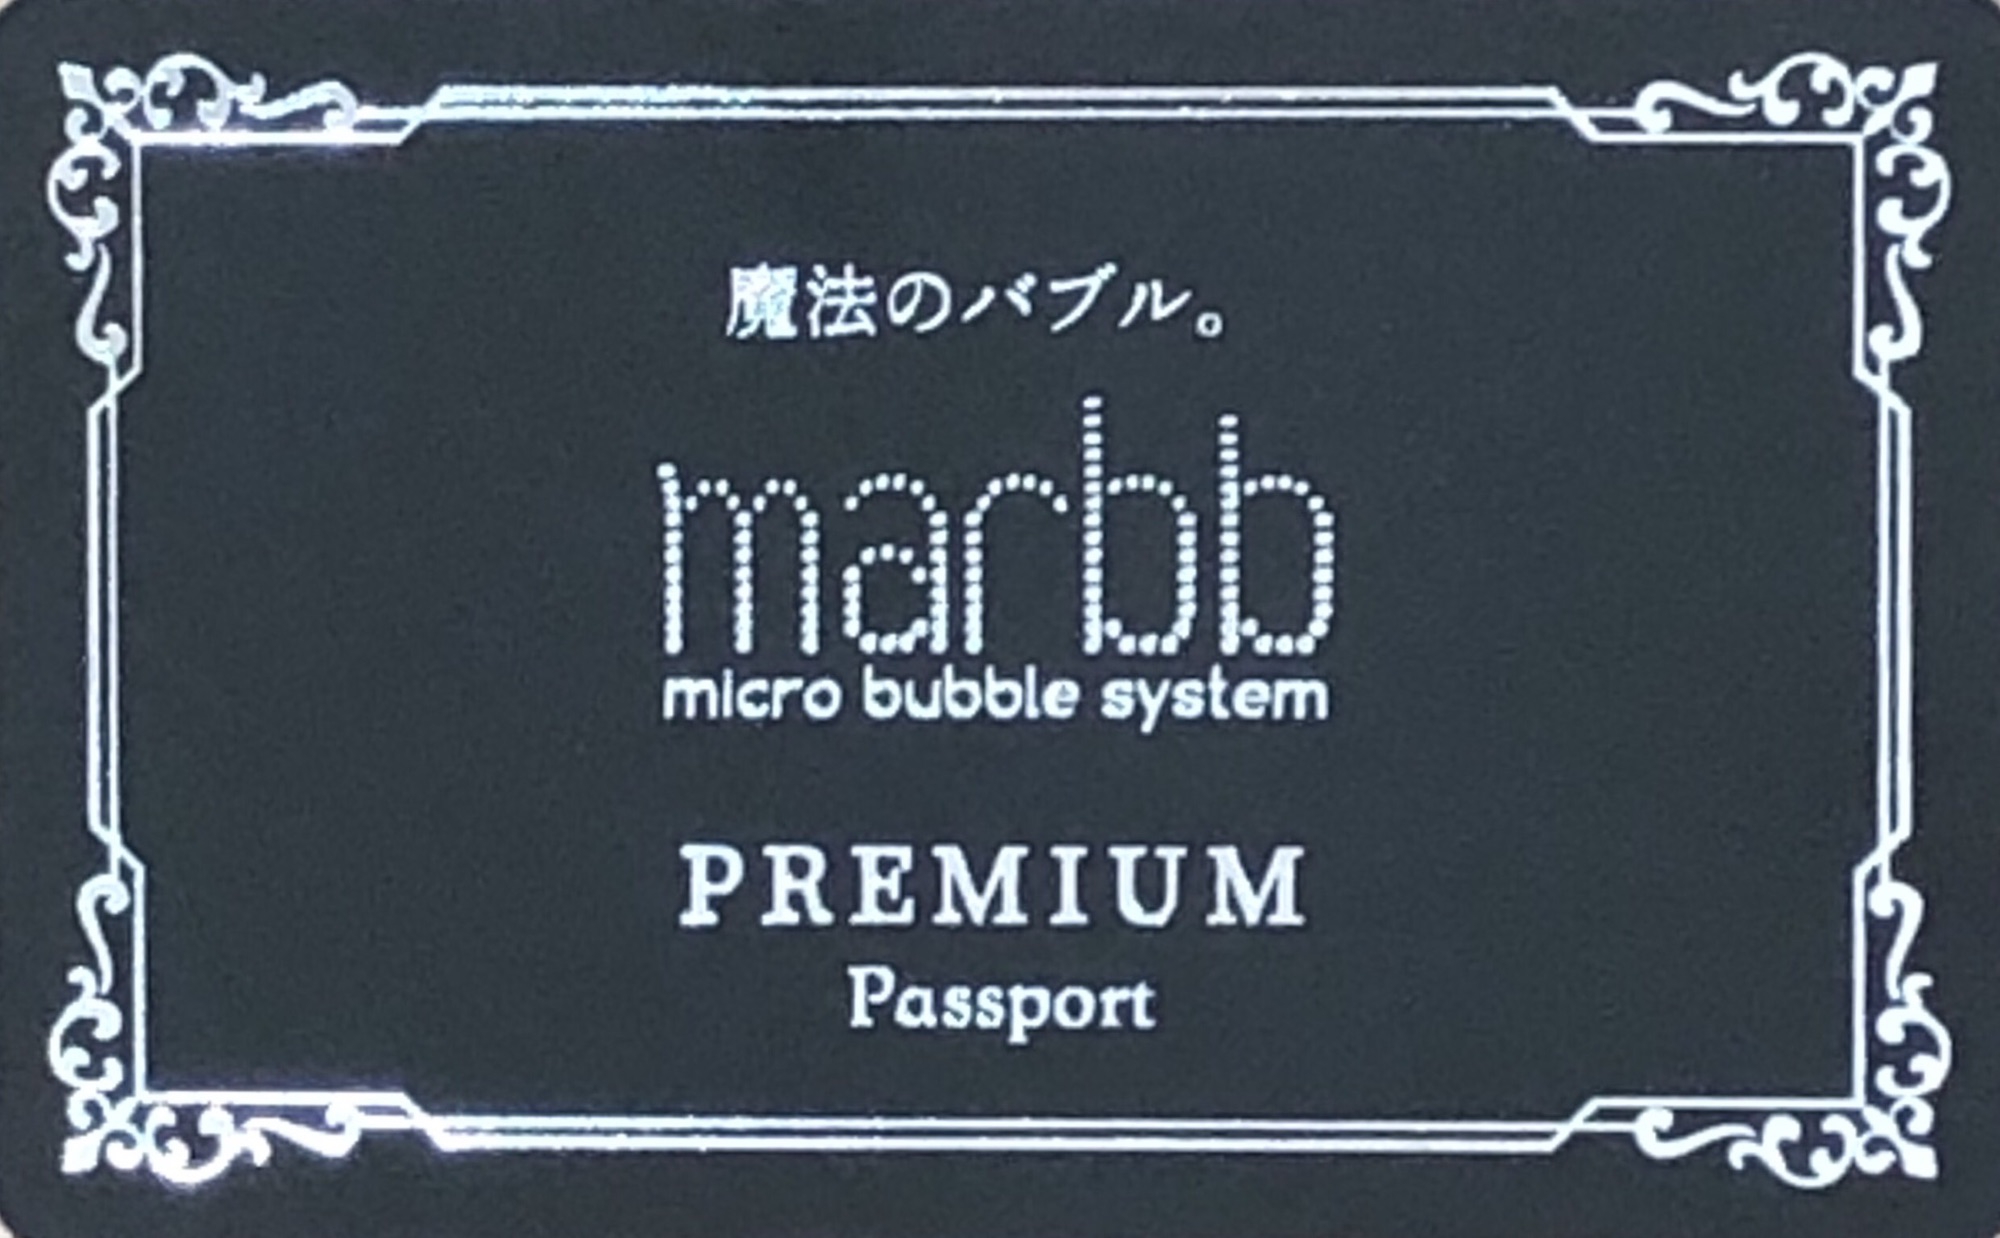 魔法のバブル。
marbb
micro bubble system
PREMIUM
Passport